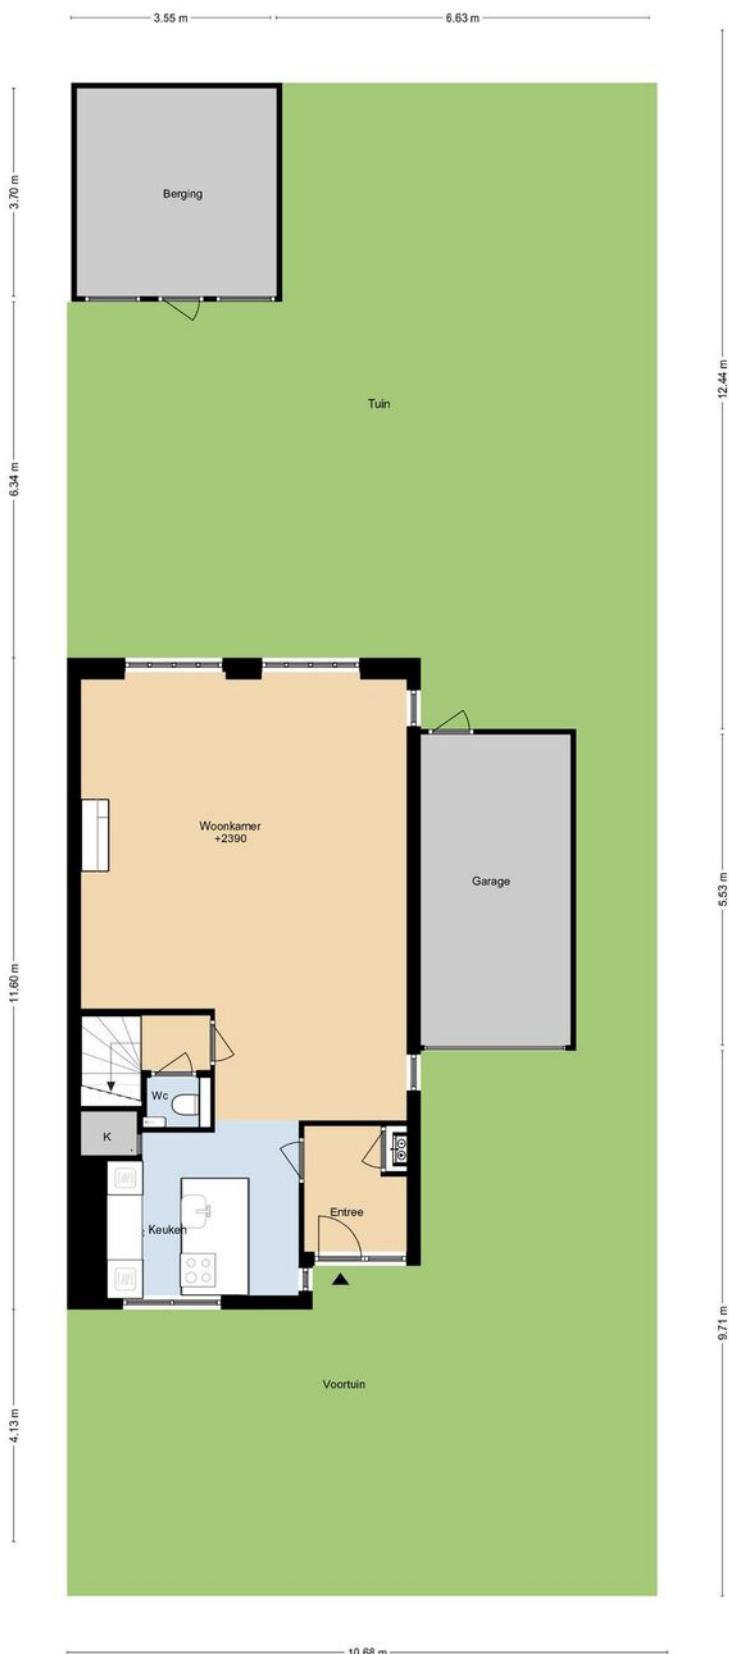 3.55 m
6.63 m
3.70 m
Berging
12.44 m
Tuin
6.34 m
Woonkamer
+2390
Garage
5.53 m
11.60 m
Wc
K
Entree
Keuken
9.71 m
Voortuin
4.13 m
10.68 m